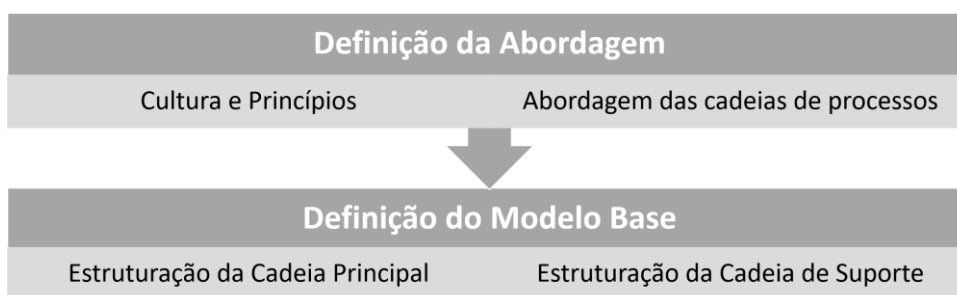 Definição da Abordagem
Cultura e Princípios
Abordagem das cadeias de processos
Definição do Modelo Base
Estruturação da Cadeia Principal
Estruturação da Cadeia de Suporte